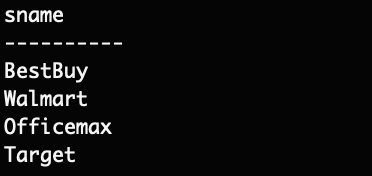 sname
----------
BestBuy
Walmart
Officemax
Target